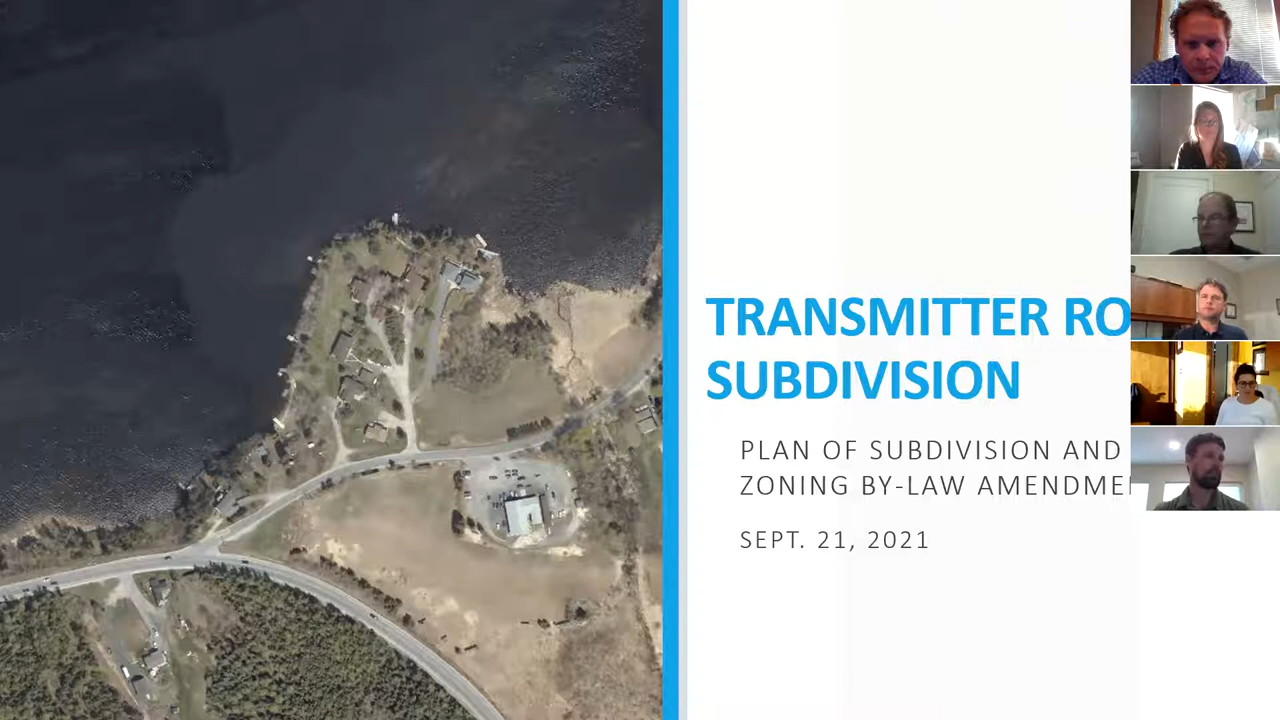 TRANSMITTER RO
SUBDIVISION
PLAN OF SUBDIVISION AND
ZONING BY-LAW AMENDME
SEPT. 21, 2021